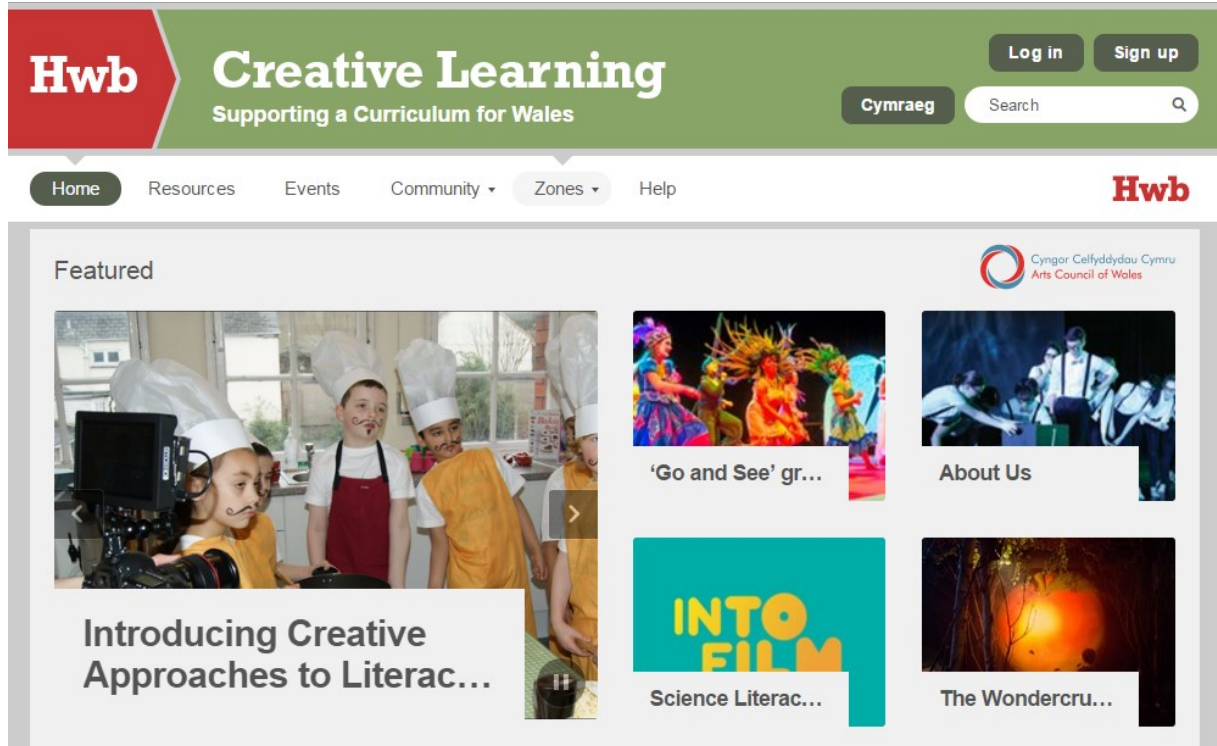 Hwb
Creative Learning
Supporting a Curriculum for Wales
Log in
Sign up
Cymraeg
Search
Home
Resources
Events
Community
Zones
Help
Hwb
Featured
Cyngor Celfyddydau Cymru
Arts Council of Wales
Introducing Creative
Approaches to Literac...
‘Go and See’ gr...
About Us
INTO
FILM
Science Literac...
The Wondercru...